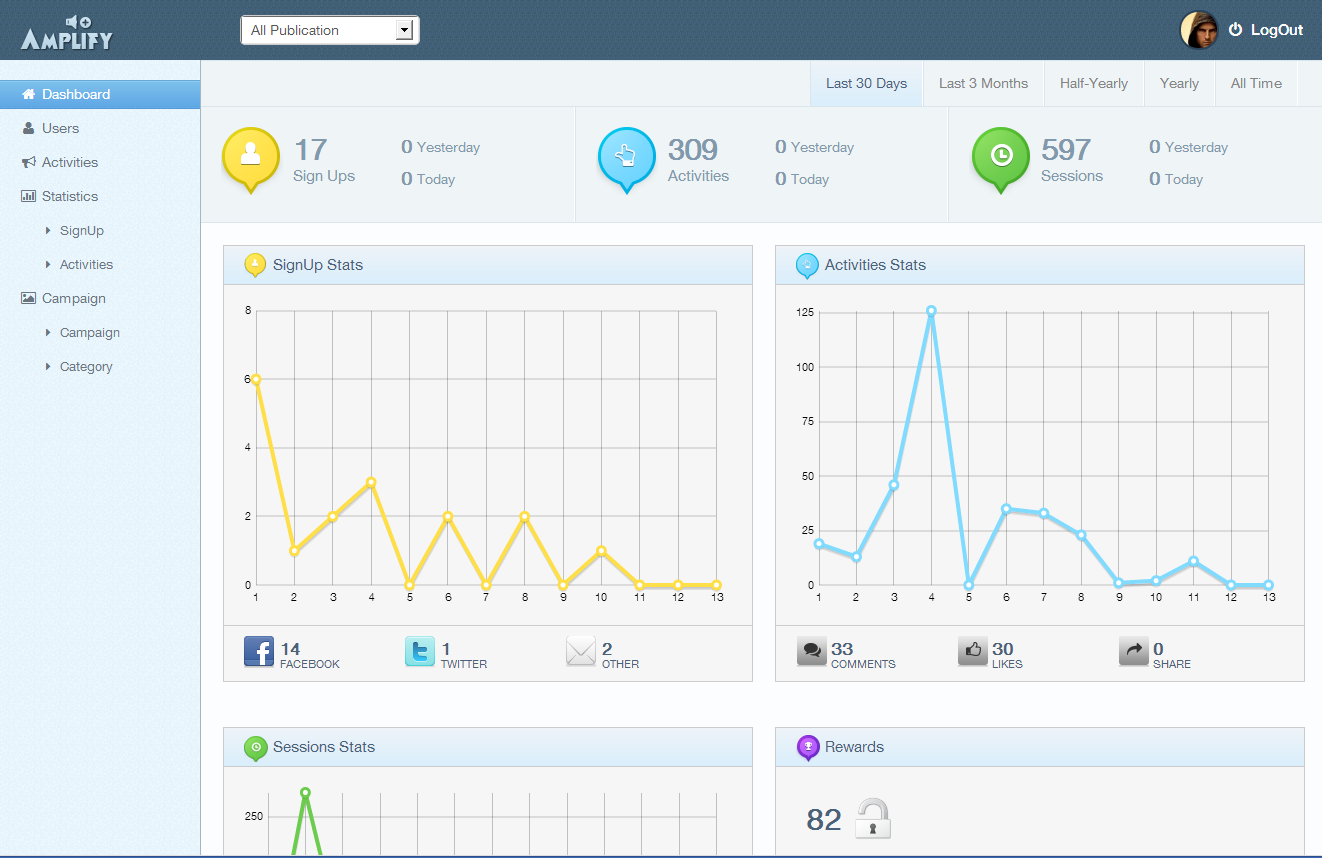 AMPLIFY
All Publication
LogOut
Dashboard
Users
Activities
Statistics
SignUp
Activities
Campaign
Campaign
Category
Last 30 Days
Last 3 Months
Half-Yearly
Yearly
All Time
17
Sign Ups
0 Yesterday
0 Today
309
Activities
0 Yesterday
0 Today
597
Sessions
0 Yesterday
0 Today
SignUp Stats
8
6
4
2
0
1 2 3 4 5 6 7 8 9 10 11 12 13
14
FACEBOOK
1
TWITTER
2
OTHER
Activities Stats
125
100
75
50
25
0
1 2 3 4 5 6 7 8 9 10 11 12 13
33
COMMENTS
30
LIKES
0
SHARE
Sessions Stats
250
Rewards
82